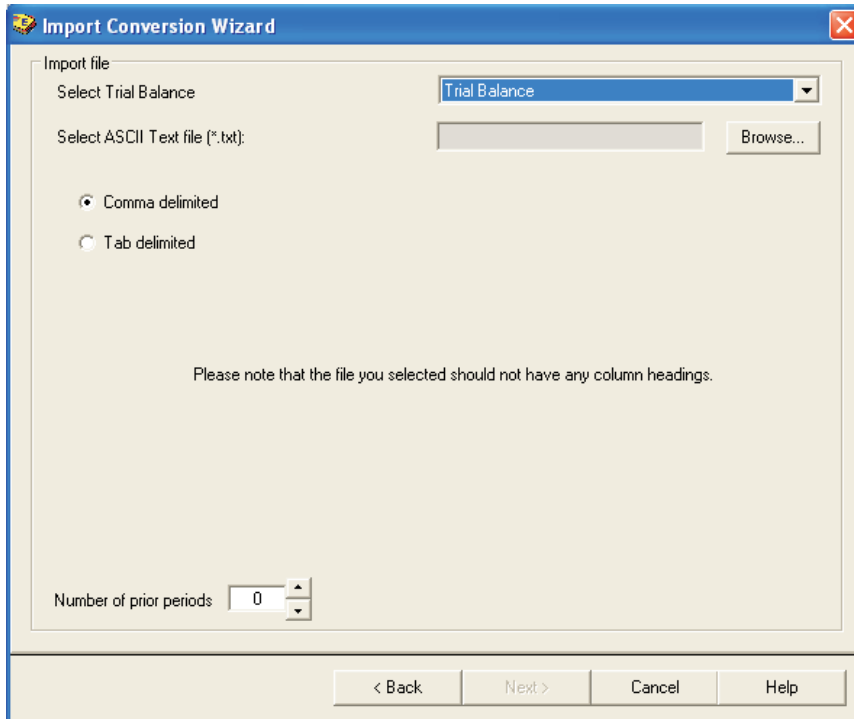 Import Conversion Wizard
Import file
Select Trial Balance
Trial Balance
Select ASCII Text file (*.txt):
Browse...
Comma delimited
Tab delimited
Please note that the file you selected should not have any column headings.
Number of prior periods
0
< Back
Next >
Cancel
Help